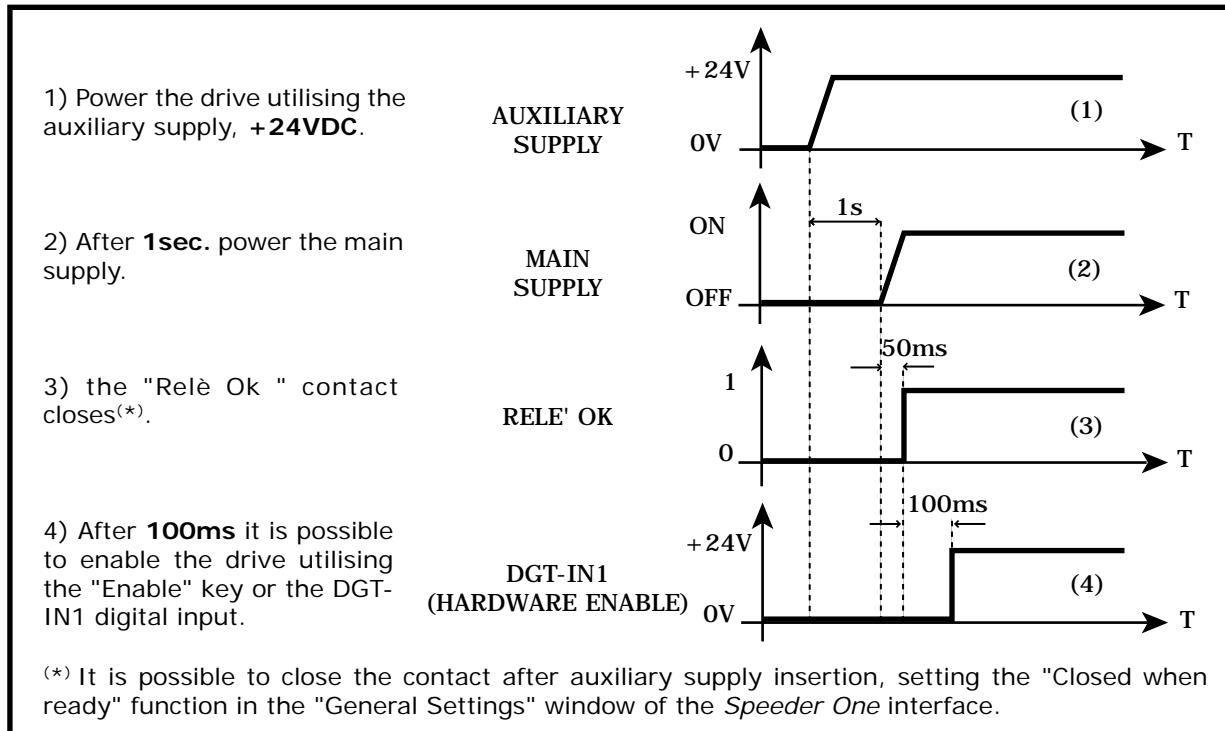 1) Power the drive utilising the
auxiliary supply, +24VDC.
AUXILIARY
SUPPLY
+24V
0V
(1)
T
2) After 1sec. power the main
supply.
MAIN
SUPPLY
ON
OFF
1s
(2)
T
3) the "Relè Ok " contact
closes(*).
RELE' OK
1
0
50ms
(3)
T
4) After 100ms it is possible
to enable the drive utilising
the "Enable" key or the DGT-
IN1 digital input.
DGT-IN1
(HARDWARE ENABLE)
+24V
0V
100ms
(4)
T
(*) It is possible to close the contact after auxiliary supply insertion, setting the "Closed when
ready" function in the "General Settings" window of the Speeder One interface.